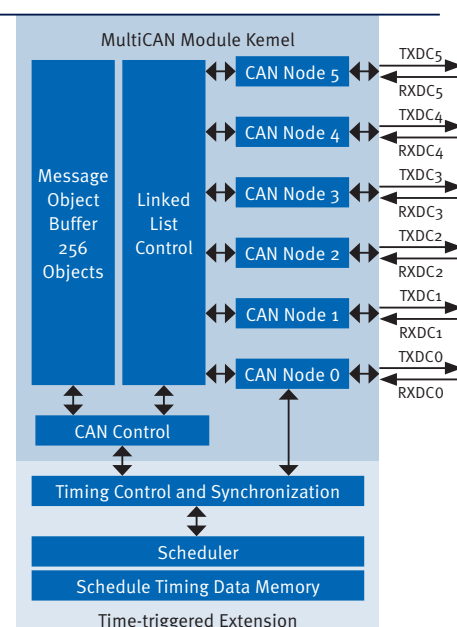 MultiCAN Module Kernel
Message
Object
Buffer
256
Objects
Linked
List
Control
CAN Node 5
TXDC5
RXDC5
CAN Node 4
TXDC4
RXDC4
CAN Node 3
TXDC3
RXDC3
CAN Node 2
TXDC2
RXDC2
CAN Node 1
TXDC1
RXDC1
CAN Node 0
TXDC0
RXDC0
CAN Control
Timing Control and Synchronization
Scheduler
Schedule Timing Data Memory
Time-triggered Extension